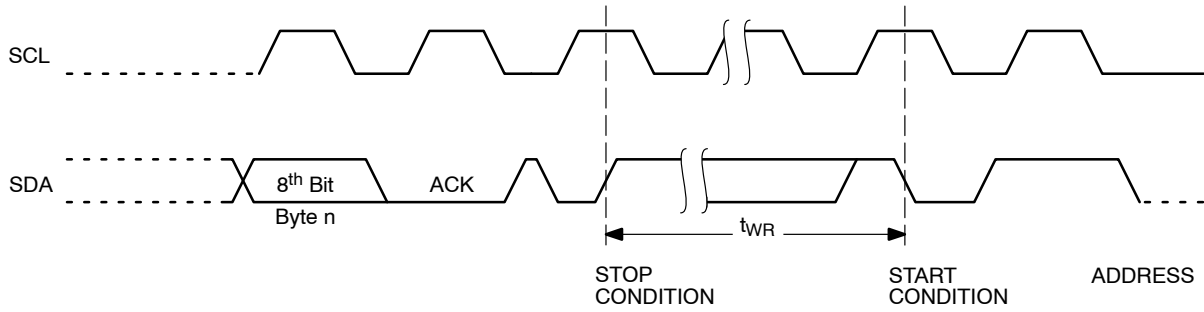 SCL
SDA
8th Bit
Byte n
ACK
tWR
STOP
CONDITION
START
CONDITION
ADDRESS